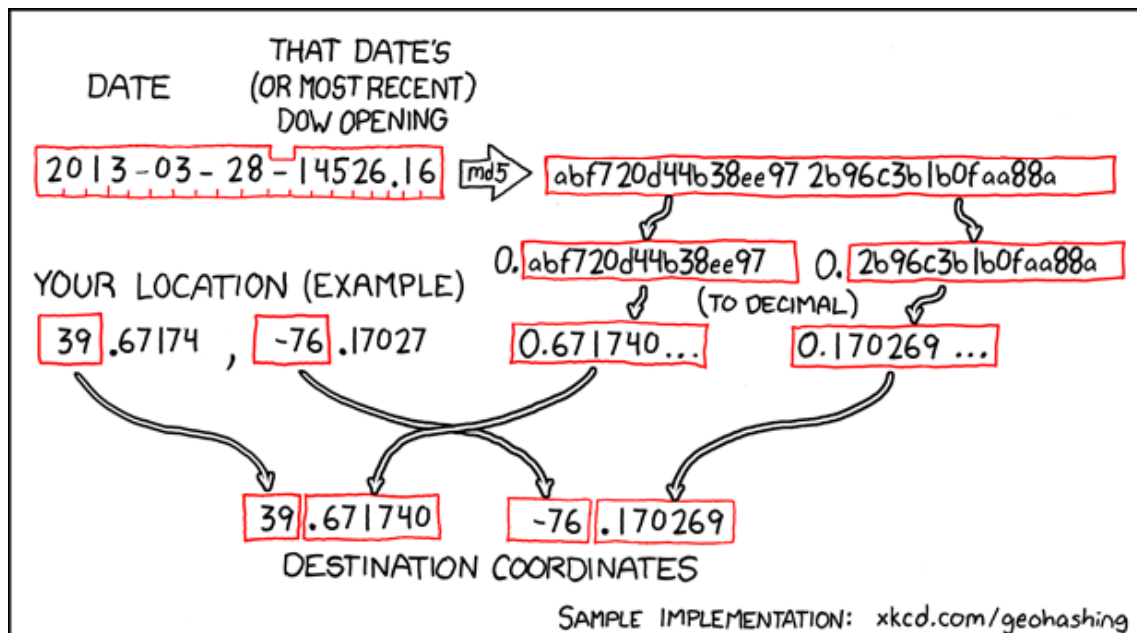 DATE
THAT DATE'S
(OR MOST RECENT)
DOW OPENING
2013-03-28-14526.16
md5
abf720d44b38ee97 2b96c3b1b0faa88a
0. abf720d44b38ee97
0. 2b96c3b1b0faa88a
(TO DECIMAL)
YOUR LOCATION (EXAMPLE)
39.67174, -76.17027
0.671740...
0.170269...
39.671740
-76.170269
DESTINATION COORDINATES
SAMPLE IMPLEMENTATION: xkcd.com/geohashing